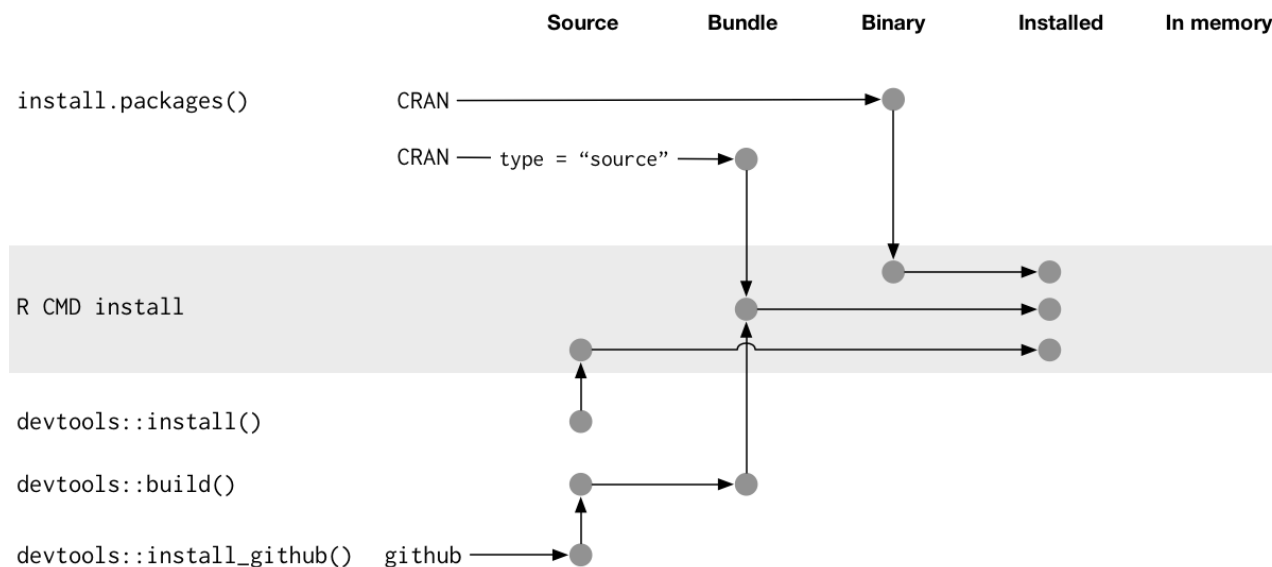 Source Bundle Binary Installed In memory
install.packages() CRAN
CRAN type = “source”
R CMD install
devtools::install()
devtools::build()
devtools::install_github() github